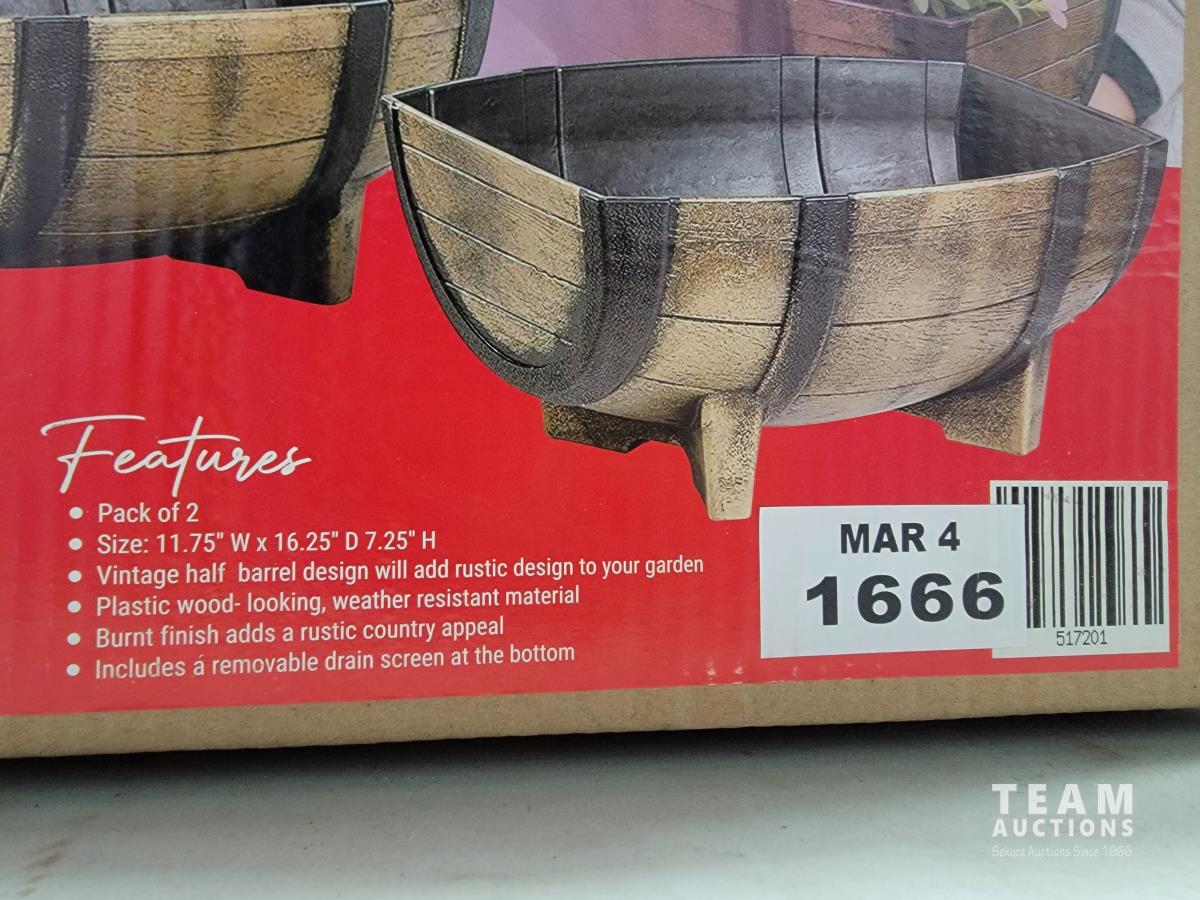 Features
• Pack of 2
• Size: 11.75" W x 16.25" D 7.25" H
• Vintage half barrel design will add rustic design to your garden
• Plastic wood- looking, weather resistant material
• Burnt finish adds a rustic country appeal
• Includes a removable drain screen at the bottom
MAR 4
1666
517201
TEAM
AUCTIONS
Sekura Auctions Since 1966